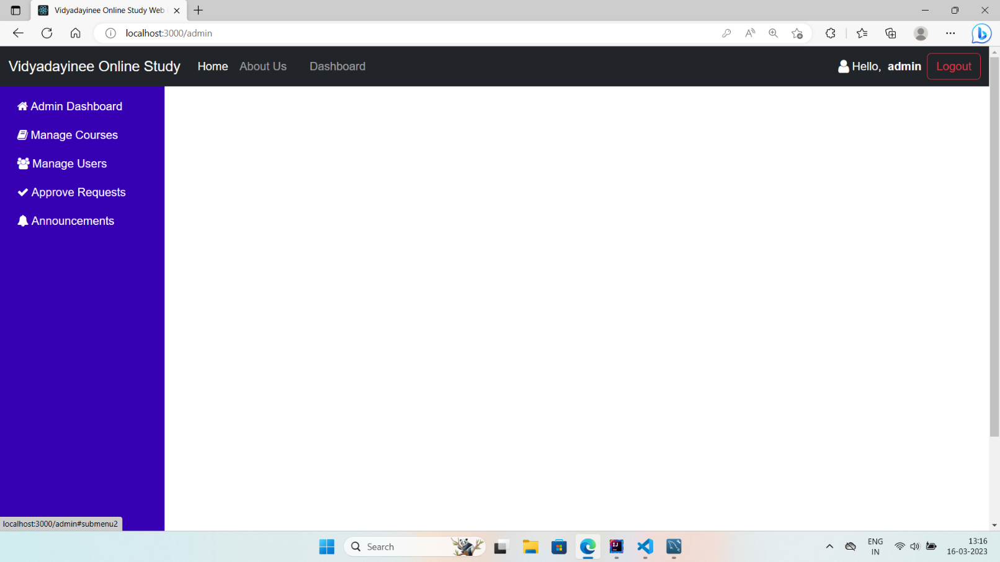 Vidyadayinee Online Study Web
localhost:3000/admin
Vidyadayinee Online Study Home About Us Dashboard Hello, admin Logout
Admin Dashboard
Manage Courses
Manage Users
Approve Requests
Announcements
localhost:3000/admin#submenu2
Search
ENG
IN
13:16
16-03-2023